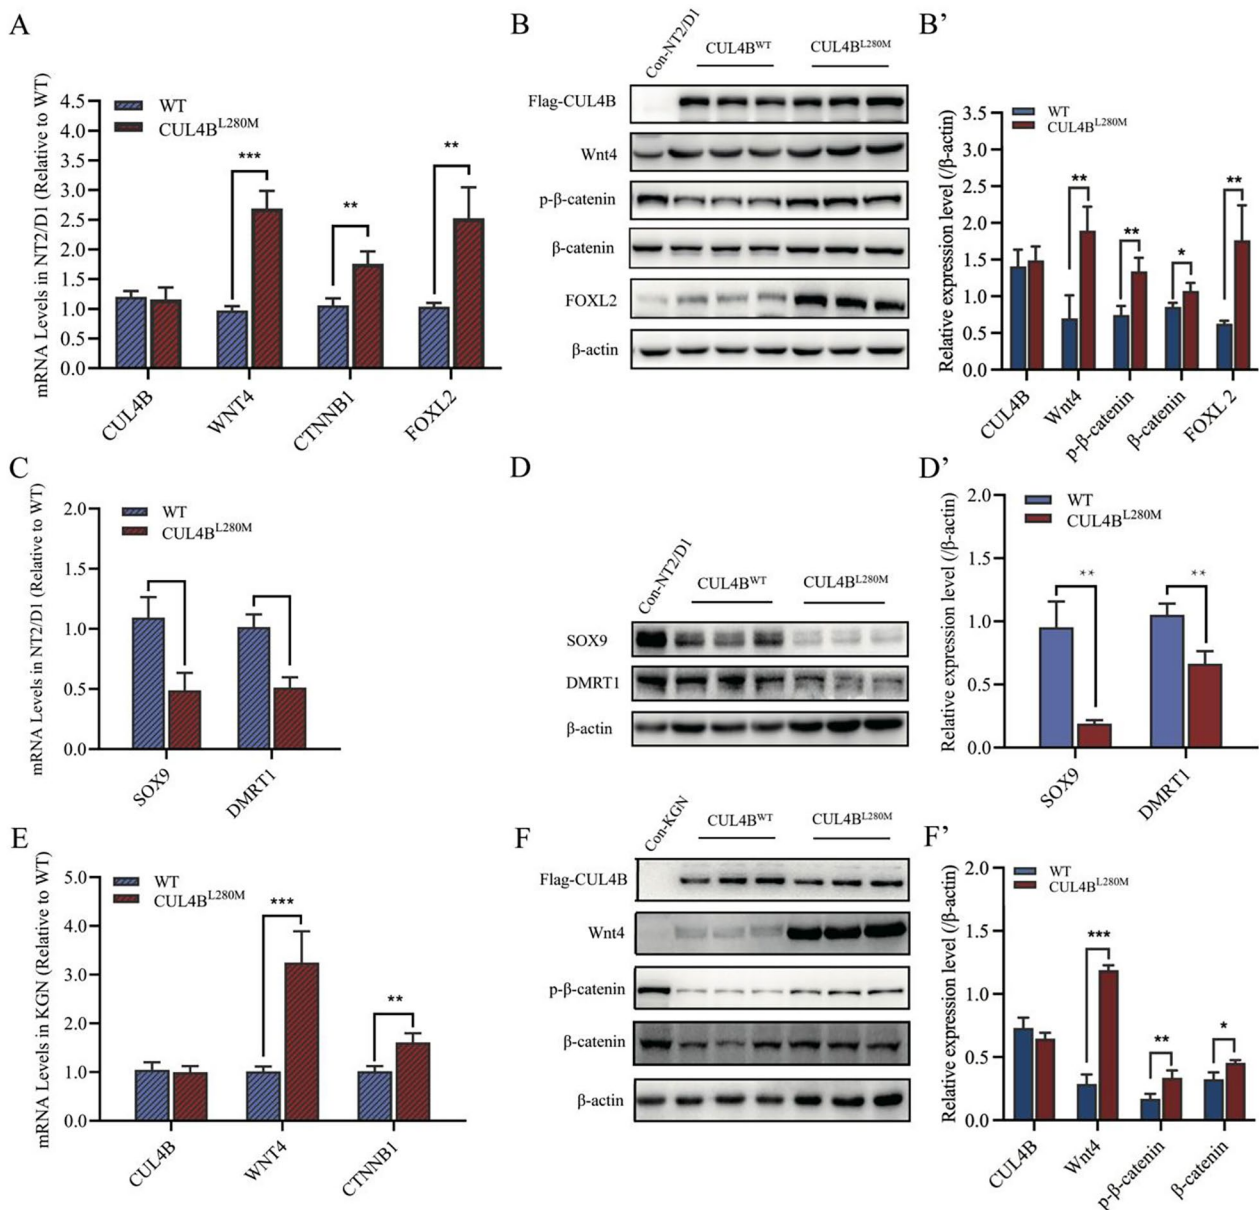 A
mRNA Levels in NT2/D1 (Relative to WT)
WT
CUL4B^L280M
4.5
4.0
3.5
3.0
2.5
2.0
1.5
1.0
0.5
0.0
***
**
**
CUL4B
WNT4
CTNNB1
FOXL2
B
Con-NT2/D1
CUL4B^WT
CUL4B^L280M
Flag-CUL4B
Wnt4
p-β-catenin
β-catenin
FOXL2
β-actin
B’
Relative expression level (/β-actin)
WT
CUL4B^L280M
3.5
3.0
2.5
2.0
1.5
1.0
0.5
0.0
**
**
*
**
CUL4B
Wnt4
p-β-catenin
β-catenin
FOXL 2
C
mRNA Levels in NT2/D1 (Relative to WT)
WT
CUL4B^L280M
2.0
1.5
1.0
0.5
0.0
SOX9
DMRT1
D
Con-NT2/D1
CUL4B^WT
CUL4B^L280M
SOX9
DMRT1
β-actin
D’
Relative expression level (/β-actin)
WT
CUL4B^L280M
2.0
1.5
1.0
0.5
0.0
**
**
SOX9
DMRT1
E
mRNA Levels in KGN (Relative to WT)
WT
CUL4B^L280M
5.0
4.0
3.0
2.0
1.0
0.0
***
**
CUL4B
WNT4
CTNNB1
F
Con-KGN
CUL4B^WT
CUL4B^L280M
Flag-CUL4B
Wnt4
p-β-catenin
β-catenin
β-actin
F’
Relative expression level (/β-actin)
WT
CUL4B^L280M
2.0
1.5
1.0
0.5
0.0
***
**
*
CUL4B
Wnt4
p-β-catenin
β-catenin